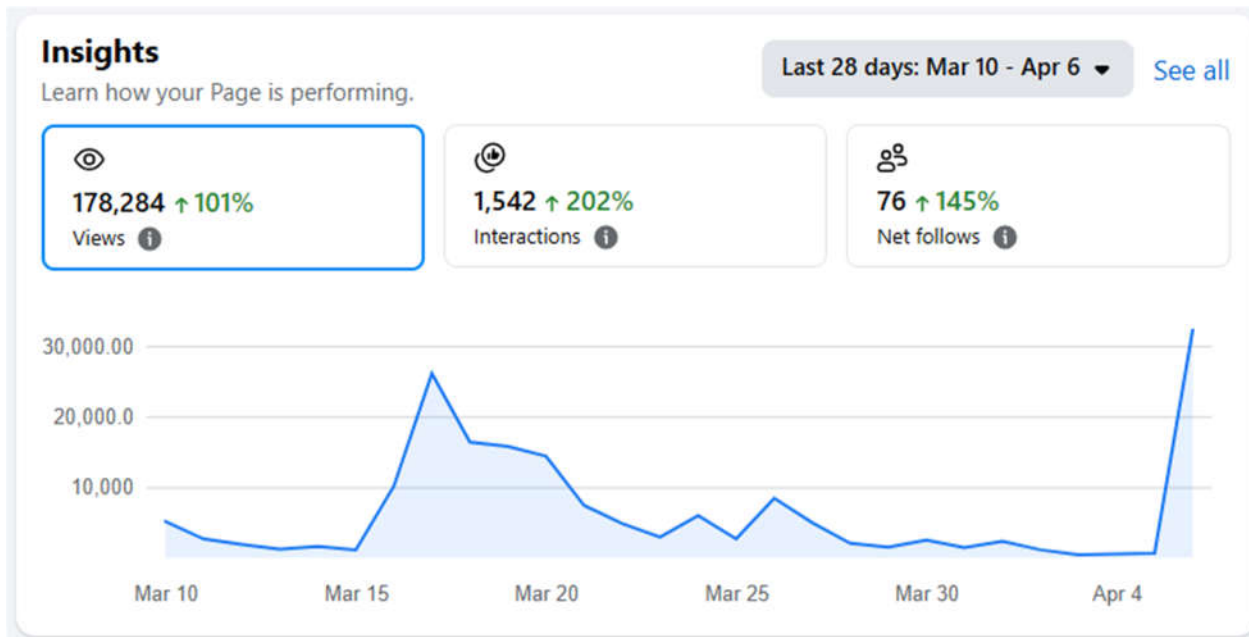 Insights
Last 28 days: Mar 10 - Apr 6
See all
Learn how your Page is performing.
178,284 ↑ 101%
Views
1,542 ↑ 202%
Interactions
76 ↑ 145%
Net follows
30,000.00
20,000.0
10,000
Mar 10 Mar 15 Mar 20 Mar 25 Mar 30 Apr 4